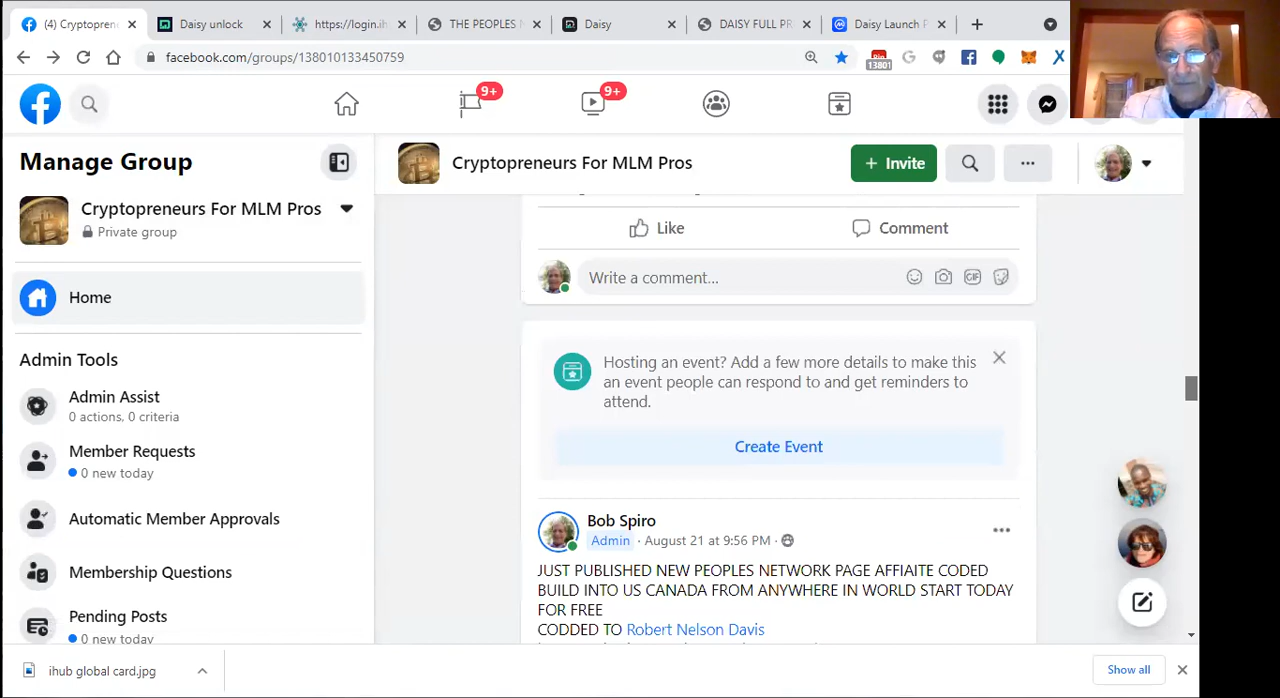 (4) Cryptopren
Daisy unlock
https://login.ih
THE PEOPLES
Daisy
DAISY FULL PR
Daisy Launch P
facebook.com/groups/138010133450759
13801
9+
9+
Manage Group
Cryptopreneurs For MLM Pros
Private group
Home
Admin Tools
Admin Assist
0 actions, 0 criteria
Member Requests
0 new today
Automatic Member Approvals
Membership Questions
Pending Posts
0 new today
Cryptopreneurs For MLM Pros
+ Invite
Like
Comment
Write a comment...
GIF
Hosting an event? Add a few more details to make this
an event people can respond to and get reminders to
attend.
Create Event
Bob Spiro
Admin · August 21 at 9:56 PM ·
JUST PUBLISHED NEW PEOPLES NETWORK PAGE AFFIAITE CODED
BUILD INTO US CANADA FROM ANYWHERE IN WORLD START TODAY
FOR FREE
CODDED TO Robert Nelson Davis
ihub global card.jpg
Show all